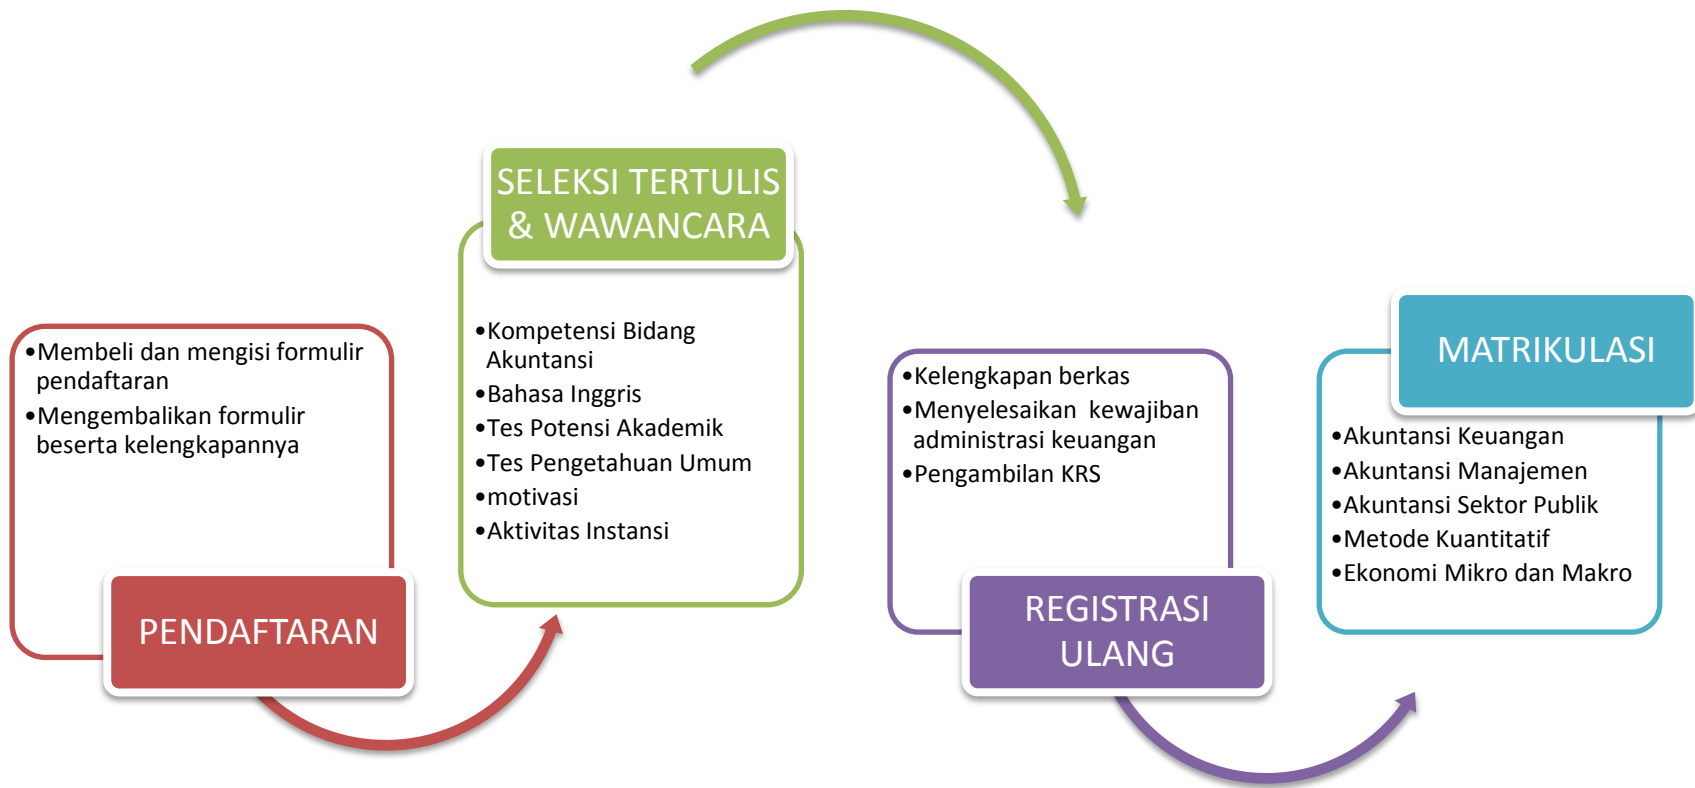 •Membeli dan mengisi formulir
pendaftaran
•Mengembalikan formulir
beserta kelengkapannya
PENDAFTARAN
SELEKSI TERTULIS
& WAWANCARA
•Kompetensi Bidang
Akuntansi
•Bahasa Inggris
•Tes Potensi Akademik
•Tes Pengetahuan Umum
•motivasi
•Aktivitas Instansi
•Kelengkapan berkas
•Menyelesaikan kewajiban
administrasi keuangan
•Pengambilan KRS
REGISTRASI
ULANG
MATRIKULASI
•Akuntansi Keuangan
•Akuntansi Manajemen
•Akuntansi Sektor Publik
•Metode Kuantitatif
•Ekonomi Mikro dan Makro